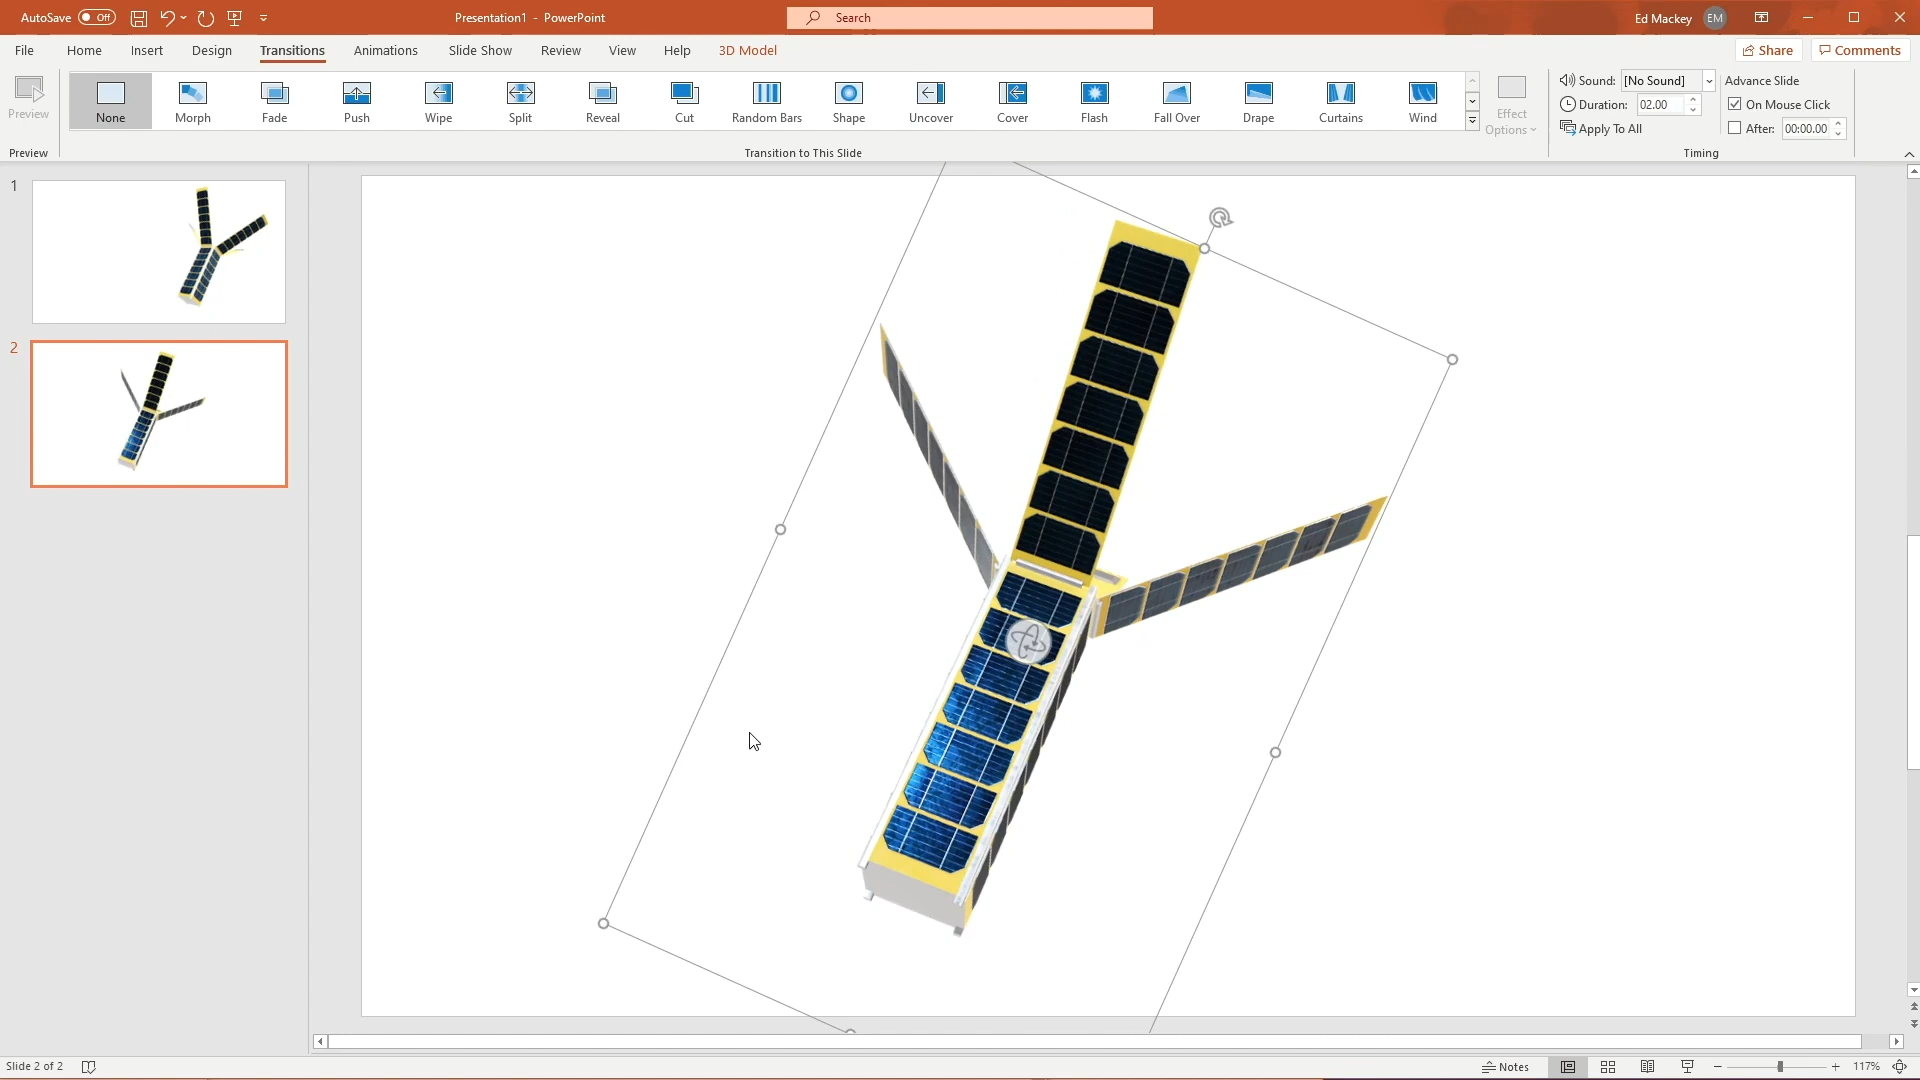 AutoSave Off Presentation1 - PowerPoint Search Ed Mackey EM
File Home Insert Design Transitions Animations Slide Show Review View Help 3D Model Share Comments
Preview None Morph Fade Push Wipe Split Reveal Cut Random Bars Shape Uncover Cover Flash Fall Over Drape Curtains Wind Effect Options
Sound: [No Sound] Advance Slide
Duration: 02.00 On Mouse Click
Apply To All After: 00:00.00
Preview Transition to This Slide Timing
1
2
Slide 2 of 2 Notes 117%